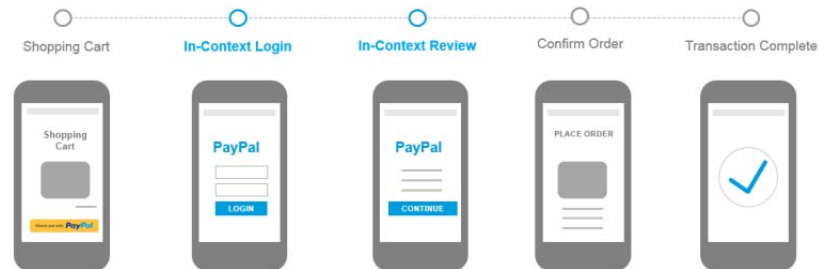 Shopping Cart
In-Context Login
In-Context Review
Confirm Order
Transaction Complete
Shopping
Cart
Check out with PayPal
PayPal
LOGIN
PayPal
CONTINUE
PLACE ORDER